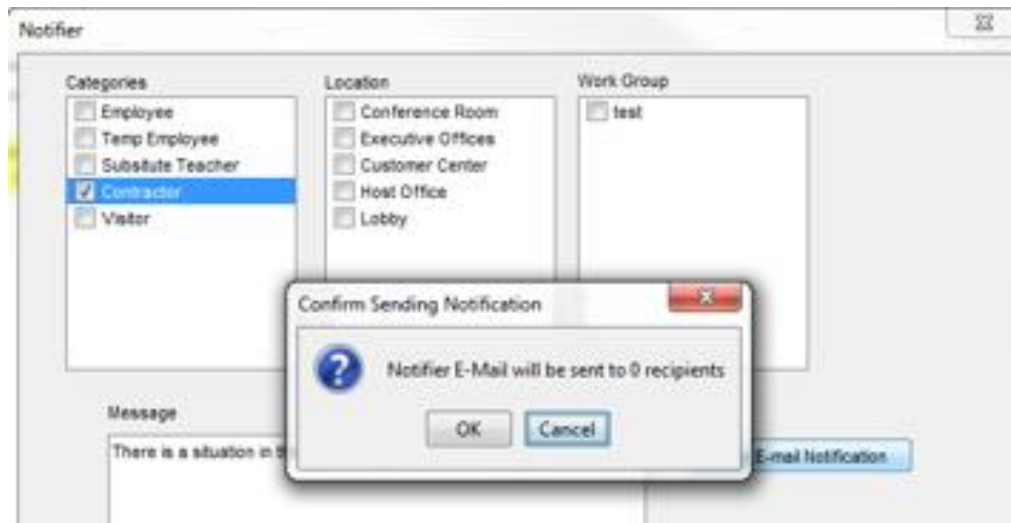 Notifier
Categories
Location
Work Group
Employee
Temp Employee
Subsitute Teacher
Contractor
Visitor
Conference Room
Executive Offices
Customer Center
Host Office
Lobby
test
Confirm Sending Notification
Notifier E-Mail will be sent to 0 recipients
OK
Cancel
Message
There is a situation in
E-mail Notification